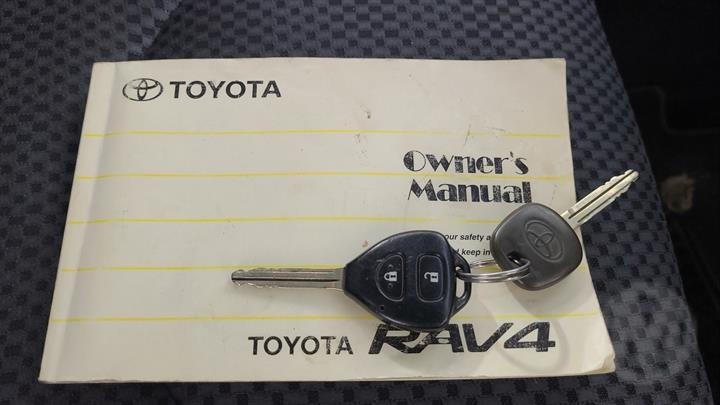 TOYOTA
Owner's
Manual
our safety a
keep in
TOYOTA RAV4